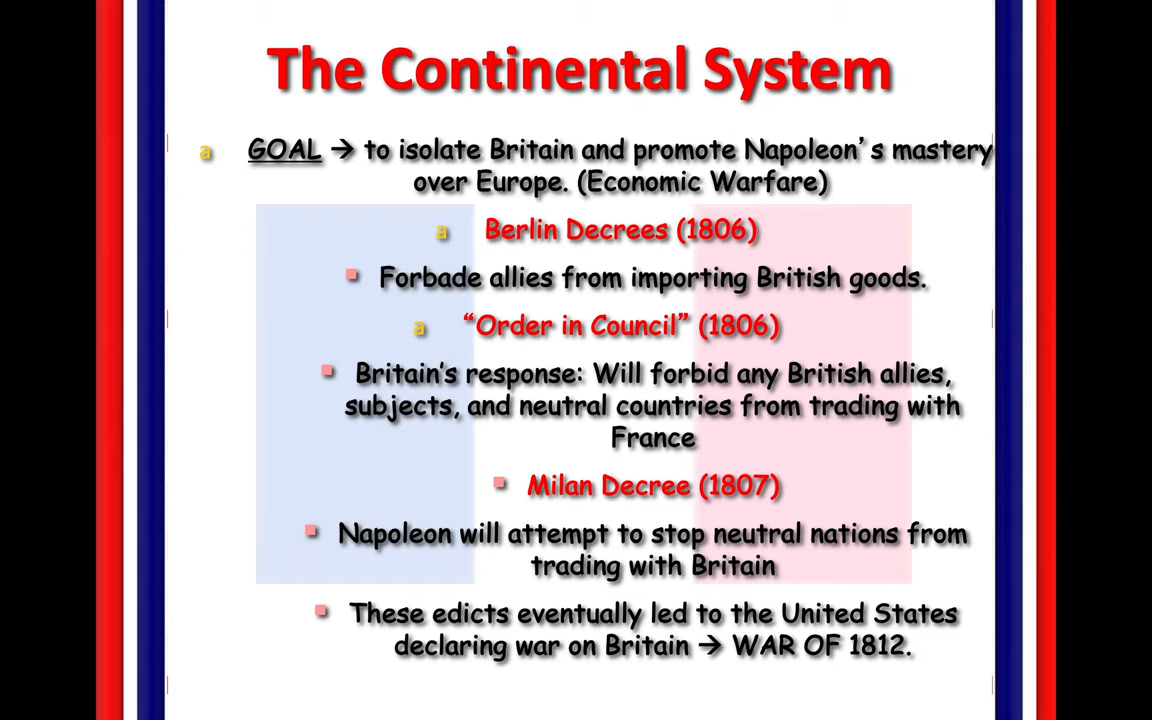 The Continental System
a GOAL → to isolate Britain and promote Napoleon’s mastery
over Europe. (Economic Warfare)
a Berlin Decrees (1806)
▪ Forbade allies from importing British goods.
a “Order in Council” (1806)
▪ Britain’s response: Will forbid any British allies,
subjects, and neutral countries from trading with
France
▪ Milan Decree (1807)
▪ Napoleon will attempt to stop neutral nations from
trading with Britain
▪ These edicts eventually led to the United States
declaring war on Britain → WAR OF 1812.